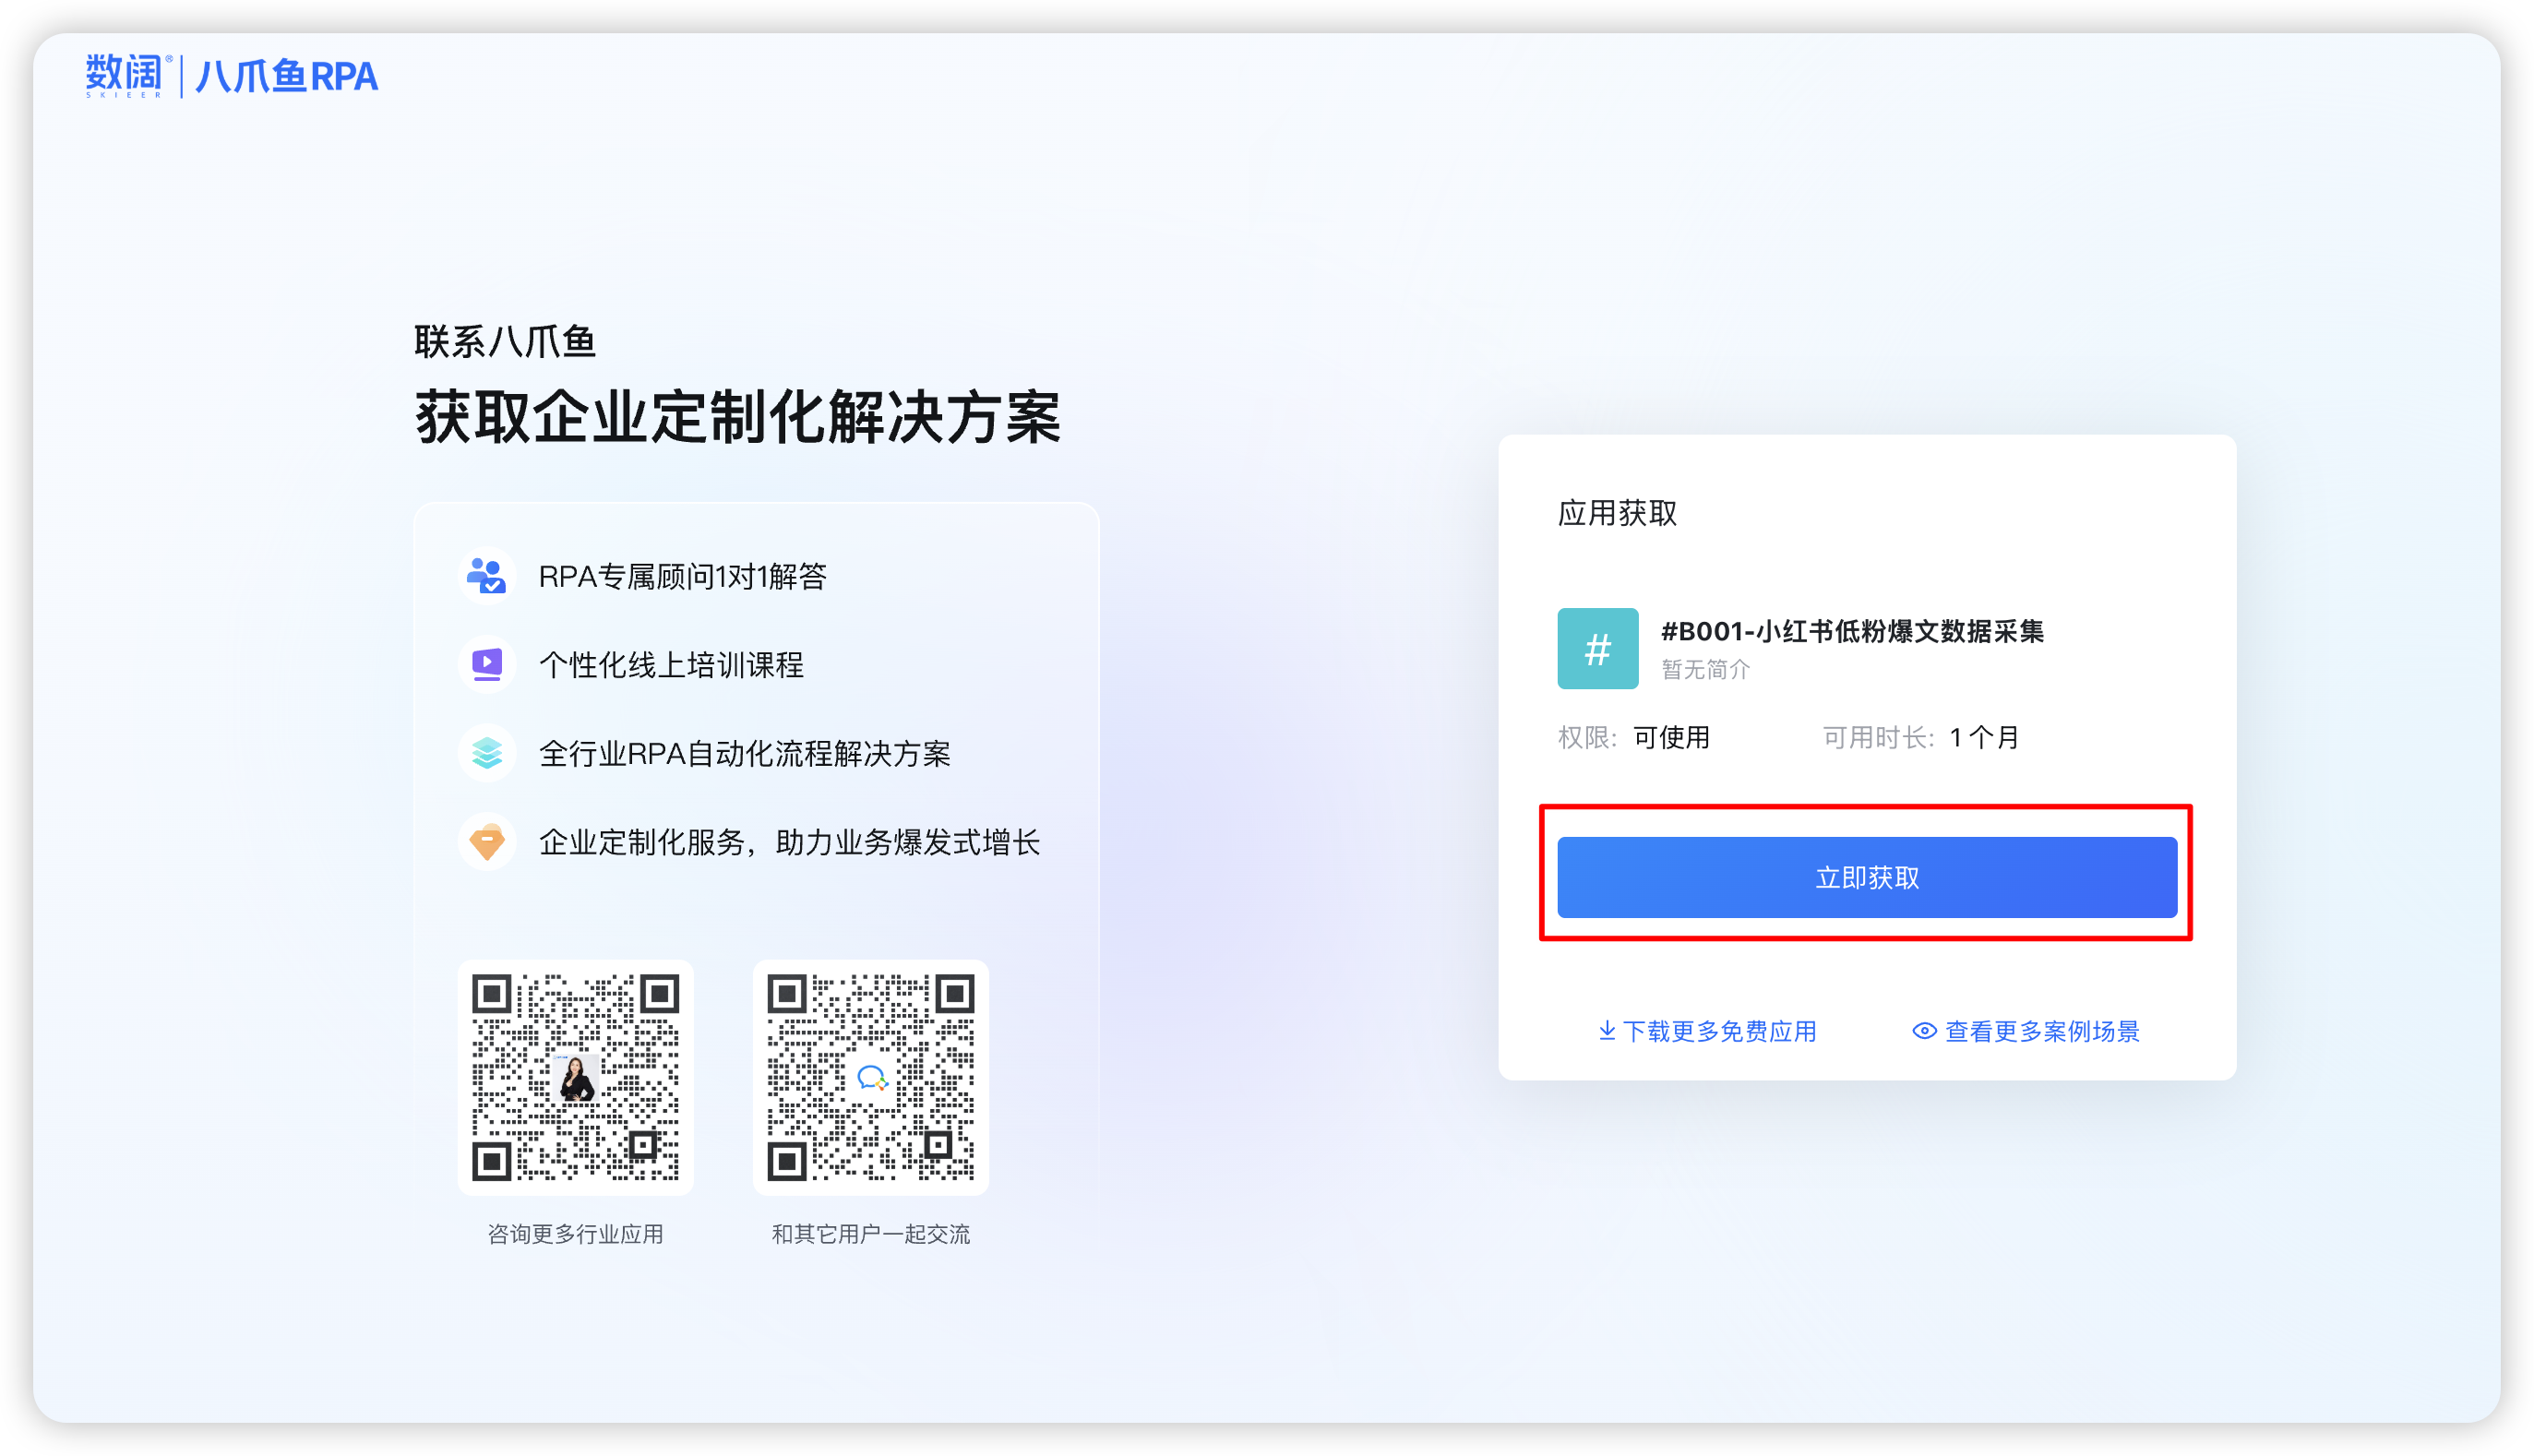 数阔®
SKIEER
八爪鱼RPA
联系八爪鱼
获取企业定制化解决方案
RPA专属顾问1对1解答
个性化线上培训课程
全行业RPA自动化流程解决方案
企业定制化服务，助力业务爆发式增长
咨询更多行业应用
和其它用户一起交流
应用获取
#
#B001-小红书低粉爆文数据采集
暂无简介
权限: 可使用 可用时长: 1 个月
立即获取
下载更多免费应用 查看更多案例场景